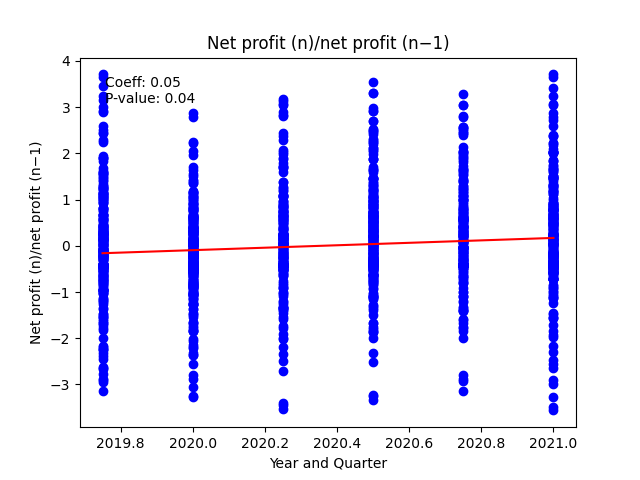 Net profit (n)/net profit (n−1)
Coeff: 0.05
P-value: 0.04
Net profit (n)/net profit (n−1)
4
3
2
1
0
−1
−2
−3
2019.8 2020.0 2020.2 2020.4 2020.6 2020.8 2021.0
Year and Quarter